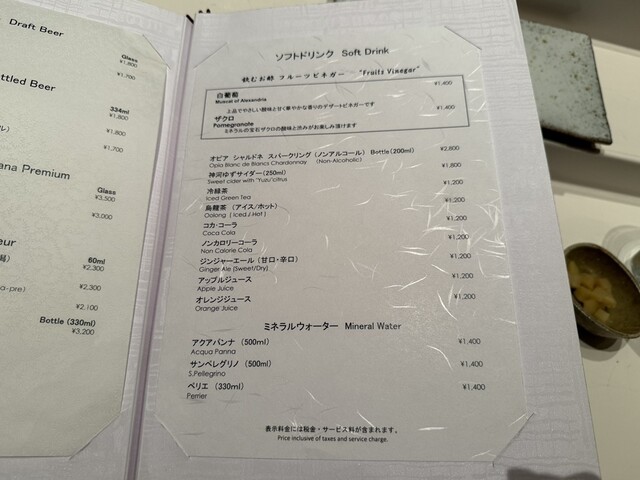 Draft Beer
Glass
¥1,800
¥1,700
ttled Beer
334ml
¥1,800
¥1,800
¥1,700
ana Premium
Glass
¥3,500
¥3,000
eur
60ml
¥2,300
a-pre)
¥2,300
¥2,100
Bottle (330ml)
¥3,200
ソフトドリンク Soft Drink
飲むお酢 フルーツビネガー "Fruits Vinegar"
白葡萄 ¥1,400
Muscat of Alexandria
上品でやさしい酸味と甘く華やかな香りのデザートビネガーです
ザクロ ¥1,400
Pomegranate
ミネラルの宝石ザクロの酸味と渋みがお楽しみ頂けます
オピア シャルドネ スパークリング (ノンアルコール) Bottle(200ml) ¥2,800
Opia Blanc de Blancs Chardonnay (Non-Alcoholic)
神河ゆずサイダー(250ml) ¥1,800
Sweet cider with "Yuzu"citrus
冷緑茶 ¥1,200
Iced Green Tea
烏龍茶 (アイス/ホット) ¥1,200
Oolong [ Iced / Hot ]
コカ·コーラ ¥1,200
Coca Cola
ノンカロリーコーラ ¥1,200
Non Calorie Cola
ジンジャーエール (甘口・辛口) ¥1,200
Ginger Ale (Sweet/Dry)
アップルジュース ¥1,200
Apple Juice
オレンジジュース ¥1,200
Orange Juice
ミネラルウォーター Mineral Water
アクアパンナ (500ml) ¥1,400
Acqua Panna
サンペレグリノ (500ml) ¥1,400
S.Pellegrino
ペリエ (330ml) ¥1,400
Perrier
表示料金には税金・サービス料が含まれます。
Price inclusive of taxes and service charge.